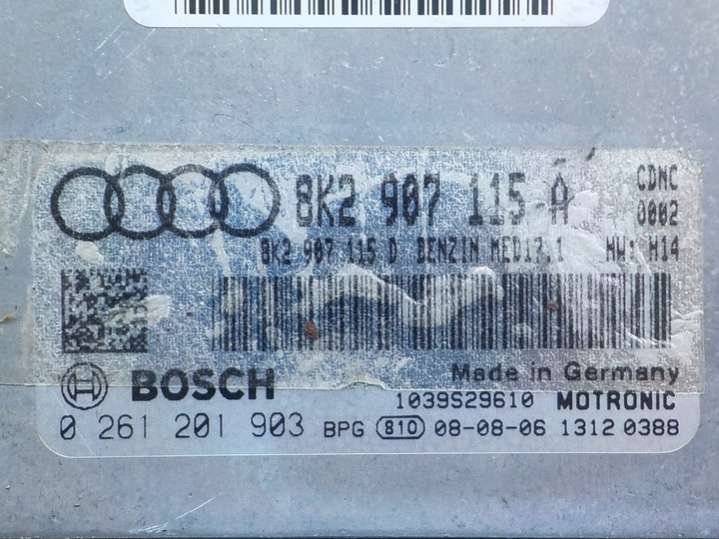 8K2 907 115 A CDNC
0002
8K2 907 115 D BENZIN MED17.1 HW: H14
Made in Germany
BOSCH
1039S29610 MOTRONIC
0 261 201 903 BPG 810 08-08-06 1312 0388